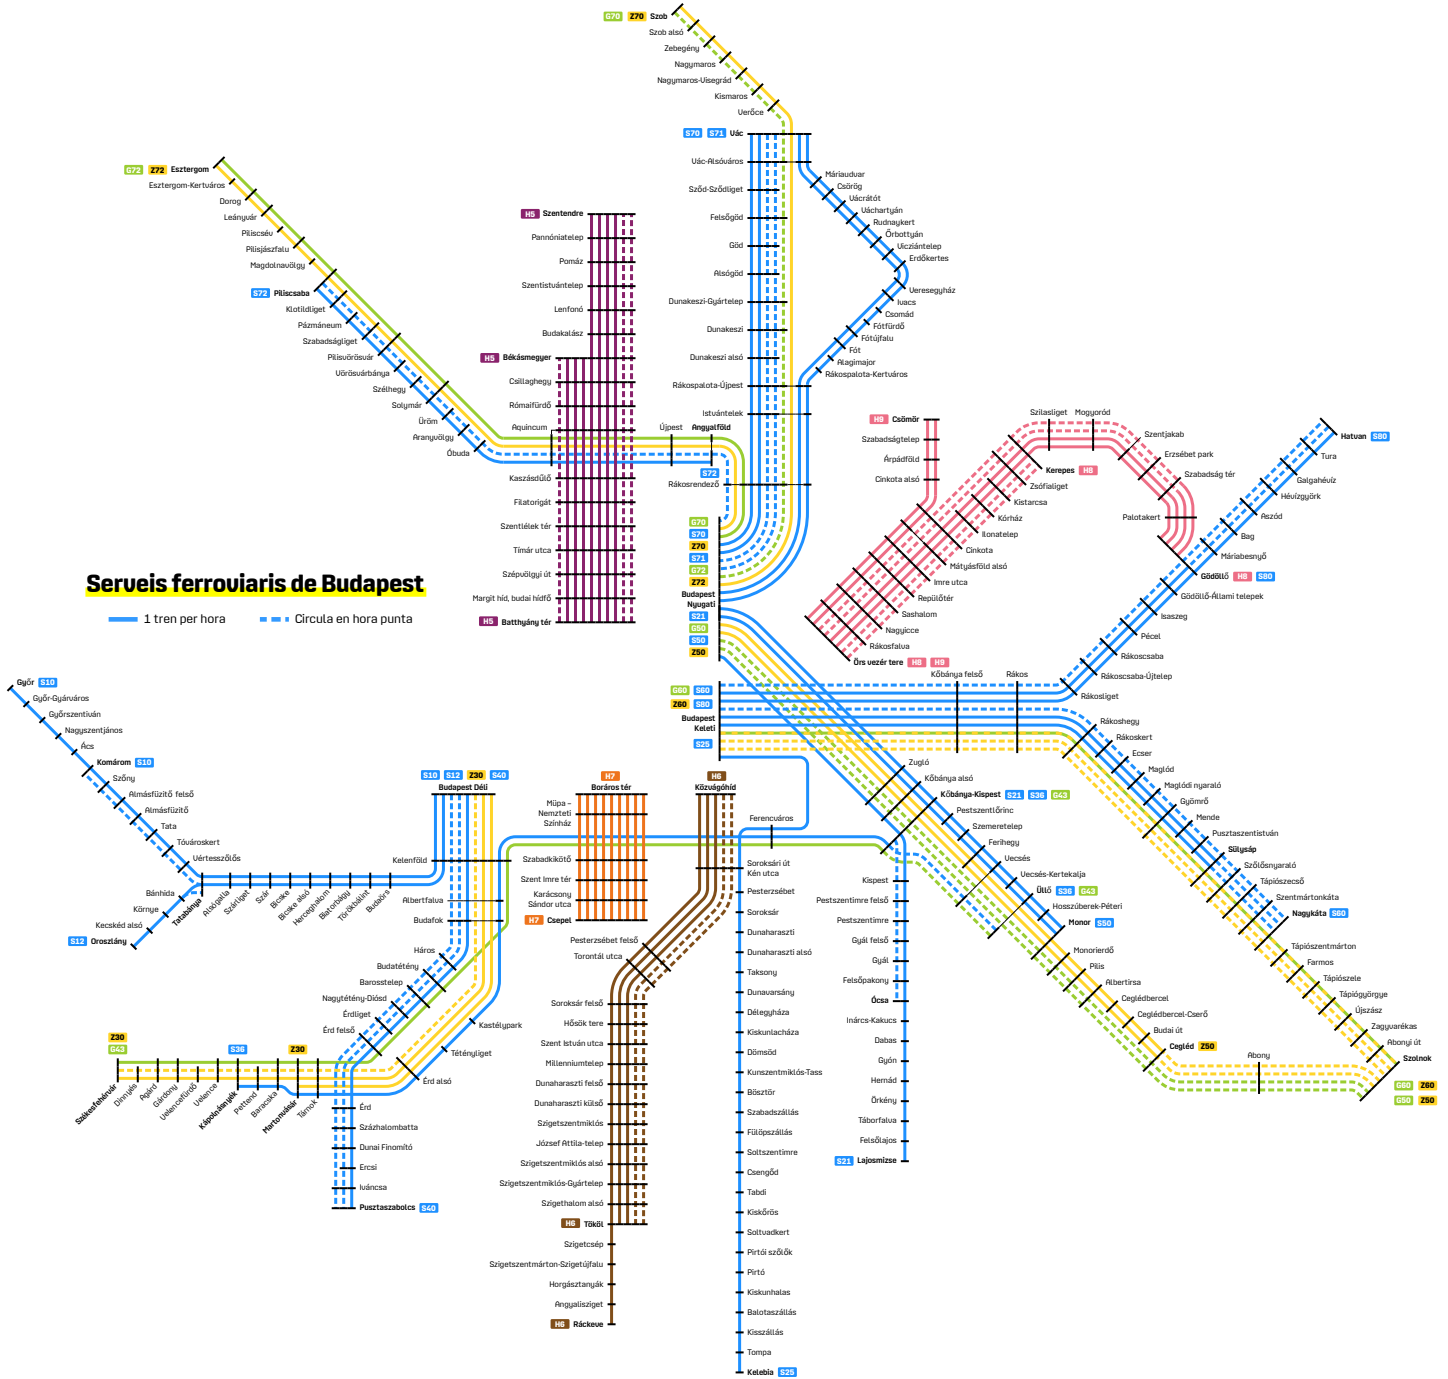 G70 Z70 Szob
Szob alsó
Zebegény
Nagymaros
Nagymaros-Visegrád
Kismaros
Verőce
S70 S71 Vác
Vác-Alsóváros
Sződ-Sződliget
Felsőgöd
Göd
Alsógöd
Dunakeszi-Gyártelep
Dunakeszi
Dunakeszi alsó
Rákospalota-Újpest
Istvántelek
Máriaudvar
Csörög
Vácrátót
Váchartyán
Rudnaykert
Őrbottyán
Vicziántelep
Erdőkertes
Veresegyház
Ivacs
Csomád
Fótfürdő
Fótújfalu
Fót
Alagimajor
Rákospalota-Kertváros
G72 Z72 Esztergom
Esztergom-Kertváros
Dorog
Leányvár
Piliscsév
Pilisjászfalu
Magdolnavölgy
S72 Piliscsaba
Klotildliget
Pázmáneum
Szabadságliget
Pilisvörösvár
Vörösvárbánya
Szélhegy
Solymár
Üröm
Aranyvölgy
Óbuda
H5 Szentendre
Pannóniatelep
Pomáz
Szentistvántelep
Lenfonó
Budakalász
H5 Békásmegyer
Csillaghegy
Rómaifürdő
Aquincum
Kaszásdűlő
Filatorigát
Szentlélek tér
Tímár utca
Szépvölgyi út
Margit híd, budai hídfő
H5 Batthyány tér
Újpest
Angyalföld
S72
Rákosrendező
G70
S70
Z70
S71
G72
Z72
Budapest
Nyugati
S21
G50
S50
Z50
H9 Csömör
Szabadságtelep
Árpádföld
Cinkota alsó
Szilasliget
Mogyoród
Szentjakab
Erzsébet park
Szabadság tér
Palotakert
Gödöllő H8 S80
Kerepes H8
Zsófialiget
Kistarcsa
Kórház
Ilonatelep
Cinkota
Mátyásföld alsó
Imre utca
Repülőtér
Sashalom
Nagyicce
Rákosfalva
Örs vezér tere H8 H9
Hatvan S80
Tura
Galgahévíz
Hévízgyörk
Aszód
Bag
Máriabesnyő
Gödöllő-Állami telepek
Isaszeg
Pécel
Rákoscsaba
Rákoscsaba-Újtelep
Rákosliget
Serveis ferroviaris de Budapest
1 tren per hora
Circula en hora punta
G60 S60
Z60 S80
Budapest
Keleti
S25
Kőbánya felső
Rákos
Rákoshegy
Rákoskert
Ecser
Maglód
Maglódi nyaraló
Gyömrő
Mende
Pusztaszentistván
Sülysáp
Szőlősnyaraló
Tápiószecső
Szentmártonkáta
Nagykáta S60
Tápiószentmárton
Farmos
Tápiószele
Tápiógyörgye
Újszász
Zagyvarékas
Abonyi út
Szolnok
G60 Z60
G50 Z50
Zugló
Kőbánya alsó
Kőbánya-Kispest S21 S36 G43
Pestszentlőrinc
Szemeretelep
Ferihegy
Vecsés
Vecsés-Kertekalja
Üllő S36 G43
Hosszúberek-Péteri
Monor S50
Monorierdő
Pilis
Albertirsa
Ceglédbercel
Ceglédbercel-Cserő
Budai út
Cegléd Z50
Abony
Kispest
Pestszentimre felső
Pestszentimre
Gyál felső
Gyál
Felsőpakony
Ócsa
Inárcs-Kakucs
Dabas
Gyón
Hernád
Örkény
Táborfalva
Felsőlajos
S21 Lajosmizse
Győr S10
Győr-Gyárváros
Győrszentiván
Nagyszentjános
Ács
Komárom S10
Szőny
Almásfüzitő felső
Almásfüzitő
Tata
Tóvároskert
Vértesszőlős
Bánhida
Környe
Kecskéd alsó
S12 Oroszlány
Tatabánya
Alsógalla
Szárliget
Szár
Bicske
Bicske alsó
Herceghalom
Biatorbágy
Törökbálint
Budaörs
S10 S12 Z30 S40
Budapest Déli
Kelenföld
Albertfalva
Budafok
Háros
Budatétény
Barosstelep
Nagytétény-Diósd
Érdliget
Érd felső
Kastélypark
Tétényliget
Érd alsó
Z30
G43
Székesfehérvár
Dinnyés
Agárd
Gárdony
Velencefürdő
Velence
S36
Kápolnásnyék
Pettend
Baracska
Z30
Martonvásár
Tárnok
Érd
Százhalombatta
Dunai Finomító
Ercsi
Iváncsa
Pusztaszabolcs S40
H7
Boráros tér
Müpa –
Nemzteti
Színház
Szabadkikötő
Szent Imre tér
Karácsony
Sándor utca
H7 Csepel
H6
Közvágóhíd
Pesterzsébet felső
Torontál utca
Soroksár felső
Hősök tere
Szent István utca
Millenniumtelep
Dunaharaszti felső
Dunaharaszti külső
Szigetszentmiklós
József Attila-telep
Szigetszentmiklós alsó
Szigetszentmiklós-Gyártelep
Szigethalom alsó
H6 Tököl
Szigetcsép
Szigetszentmárton-Szigetújfalu
Horgásztanyák
Angyalisziget
H6 Ráckeve
Ferencváros
Soroksári út
Kén utca
Pesterzsébet
Soroksár
Dunaharaszti
Dunaharaszti alsó
Taksony
Dunavarsány
Délegyháza
Kiskunlacháza
Dömsöd
Kunszentmiklós-Tass
Bösztör
Szabadszállás
Fülöpszállás
Soltszentimre
Csengőd
Tabdi
Kiskőrös
Soltvadkert
Pirtói szőlők
Pirtó
Kiskunhalas
Balotaszállás
Kisszállás
Tompa
Kelebia S25